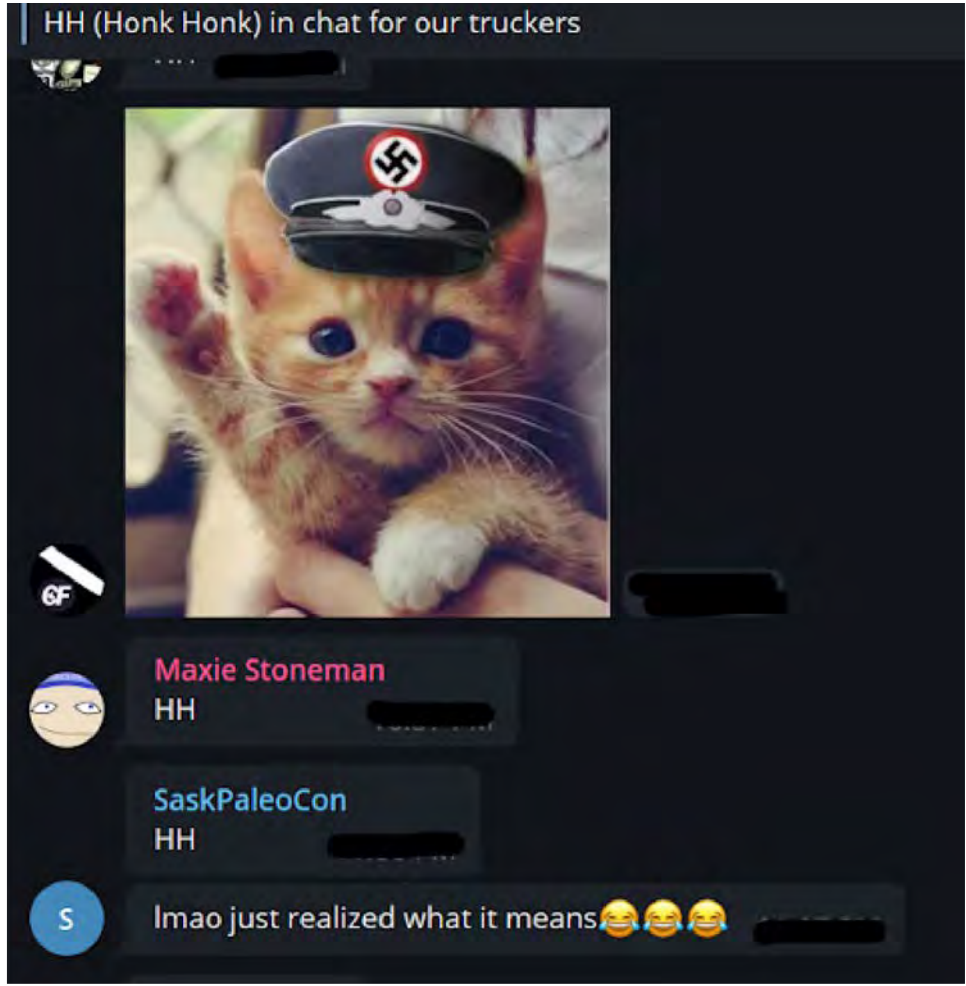 HH (Honk Honk) in chat for our truckers
GF
Maxie Stoneman
HH
SaskPaleoCon
HH
S
lmao just realized what it means😂😂😂